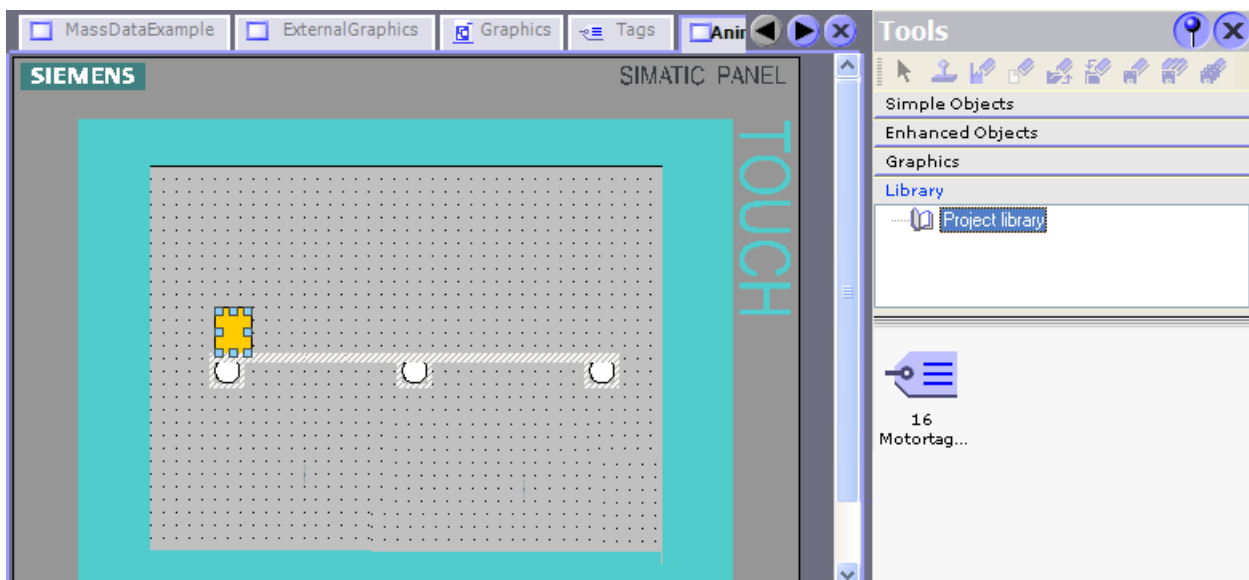 MassDataExample
ExternalGraphics
Graphics
Tags
Anir
Tools
SIEMENS
SIMATIC PANEL
TOUCH
Simple Objects
Enhanced Objects
Graphics
Library
Project library
16
Motortag...